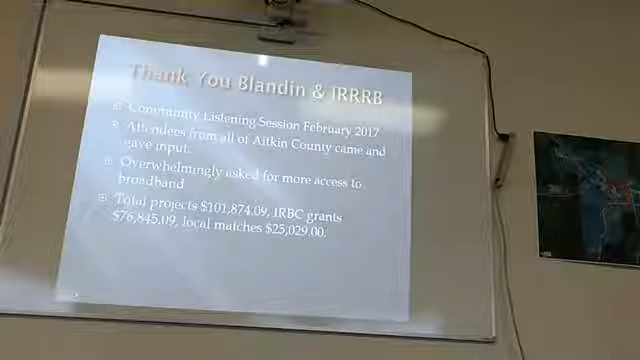 Thank You Blandin & IRRRB
Community Listening Session February 2017
Attendees from all of Aitkin County came and
gave input.
Overwhelmingly asked for more access to
broadband
Total projects $101,874.09, IRBC grants
$76,845.09, local matches $25,029.00.